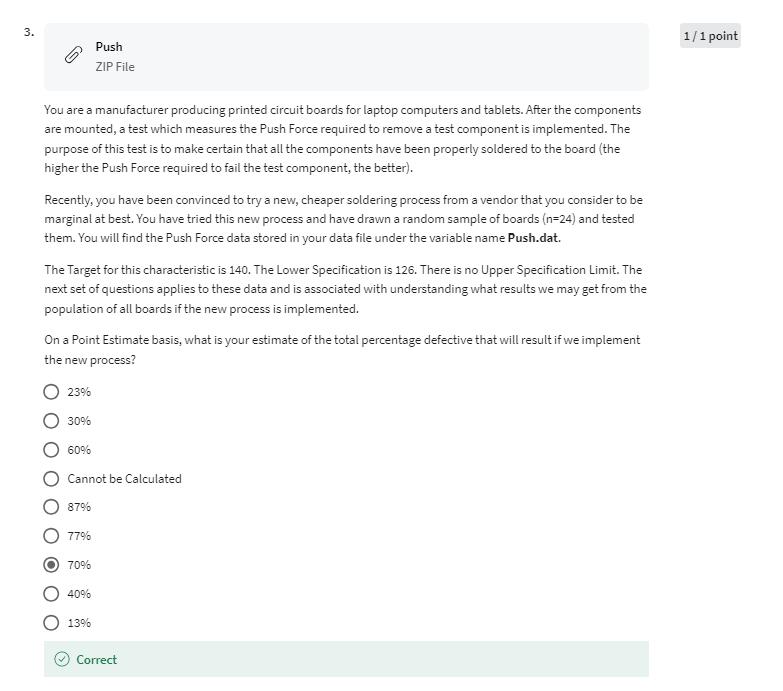 3.
Push
1 / 1 point
ZIP File
You are a manufacturer producing printed circuit boards for laptop computers and tablets. After the components
are mounted, a test which measures the Push Force required to remove a test component is implemented. The
purpose of this test is to make certain that all the components have been properly soldered to the board (the
higher the Push Force required to fail the test component, the better).
Recently, you have been convinced to try a new, cheaper soldering process from a vendor that you consider to be
marginal at best. You have tried this new process and have drawn a random sample of boards (n=24) and tested
them. You will find the Push Force data stored in your data file under the variable name Push.dat.
The Target for this characteristic is 140. The Lower Specification is 126. There is no Upper Specification Limit. The
next set of questions applies to these data and is associated with understanding what results we may get from the
population of all boards if the new process is implemented.
On a Point Estimate basis, what is your estimate of the total percentage defective that will result if we implement
the new process?
23%
30%
60%
Cannot be Calculated
87%
77%
70%
40%
13%
Correct